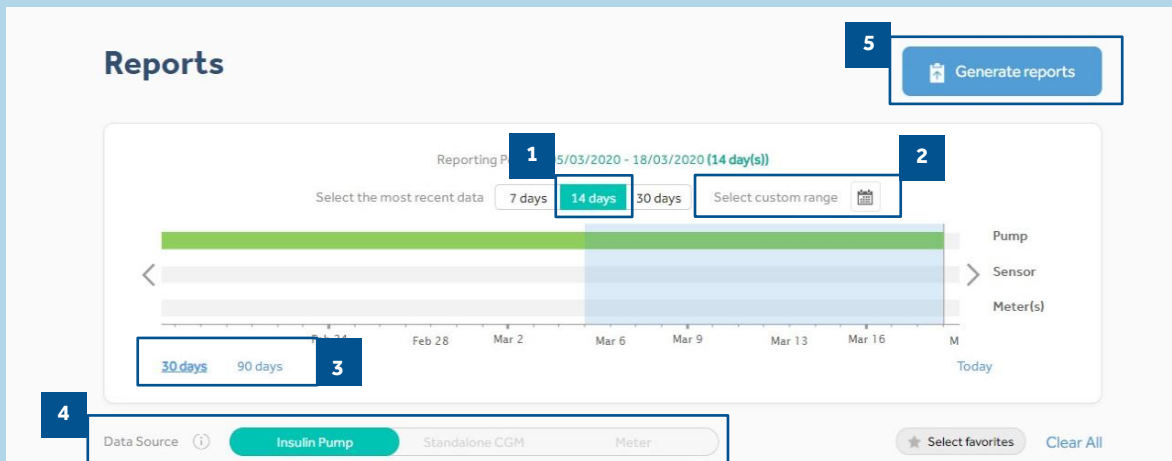 5
Reports
Generate reports
1
2
Reporting 5/03/2020 - 18/03/2020 (14 day(s))
Select the most recent data 7 days 14 days 30 days Select custom range
Pump
Sensor
Meter(s)
Feb 28 Mar 2 Mar 6 Mar 9 Mar 13 Mar 16 M
30 days 90 days 3 Today
4
Data Source Insulin Pump Standalone CGM Meter Select favorites Clear All